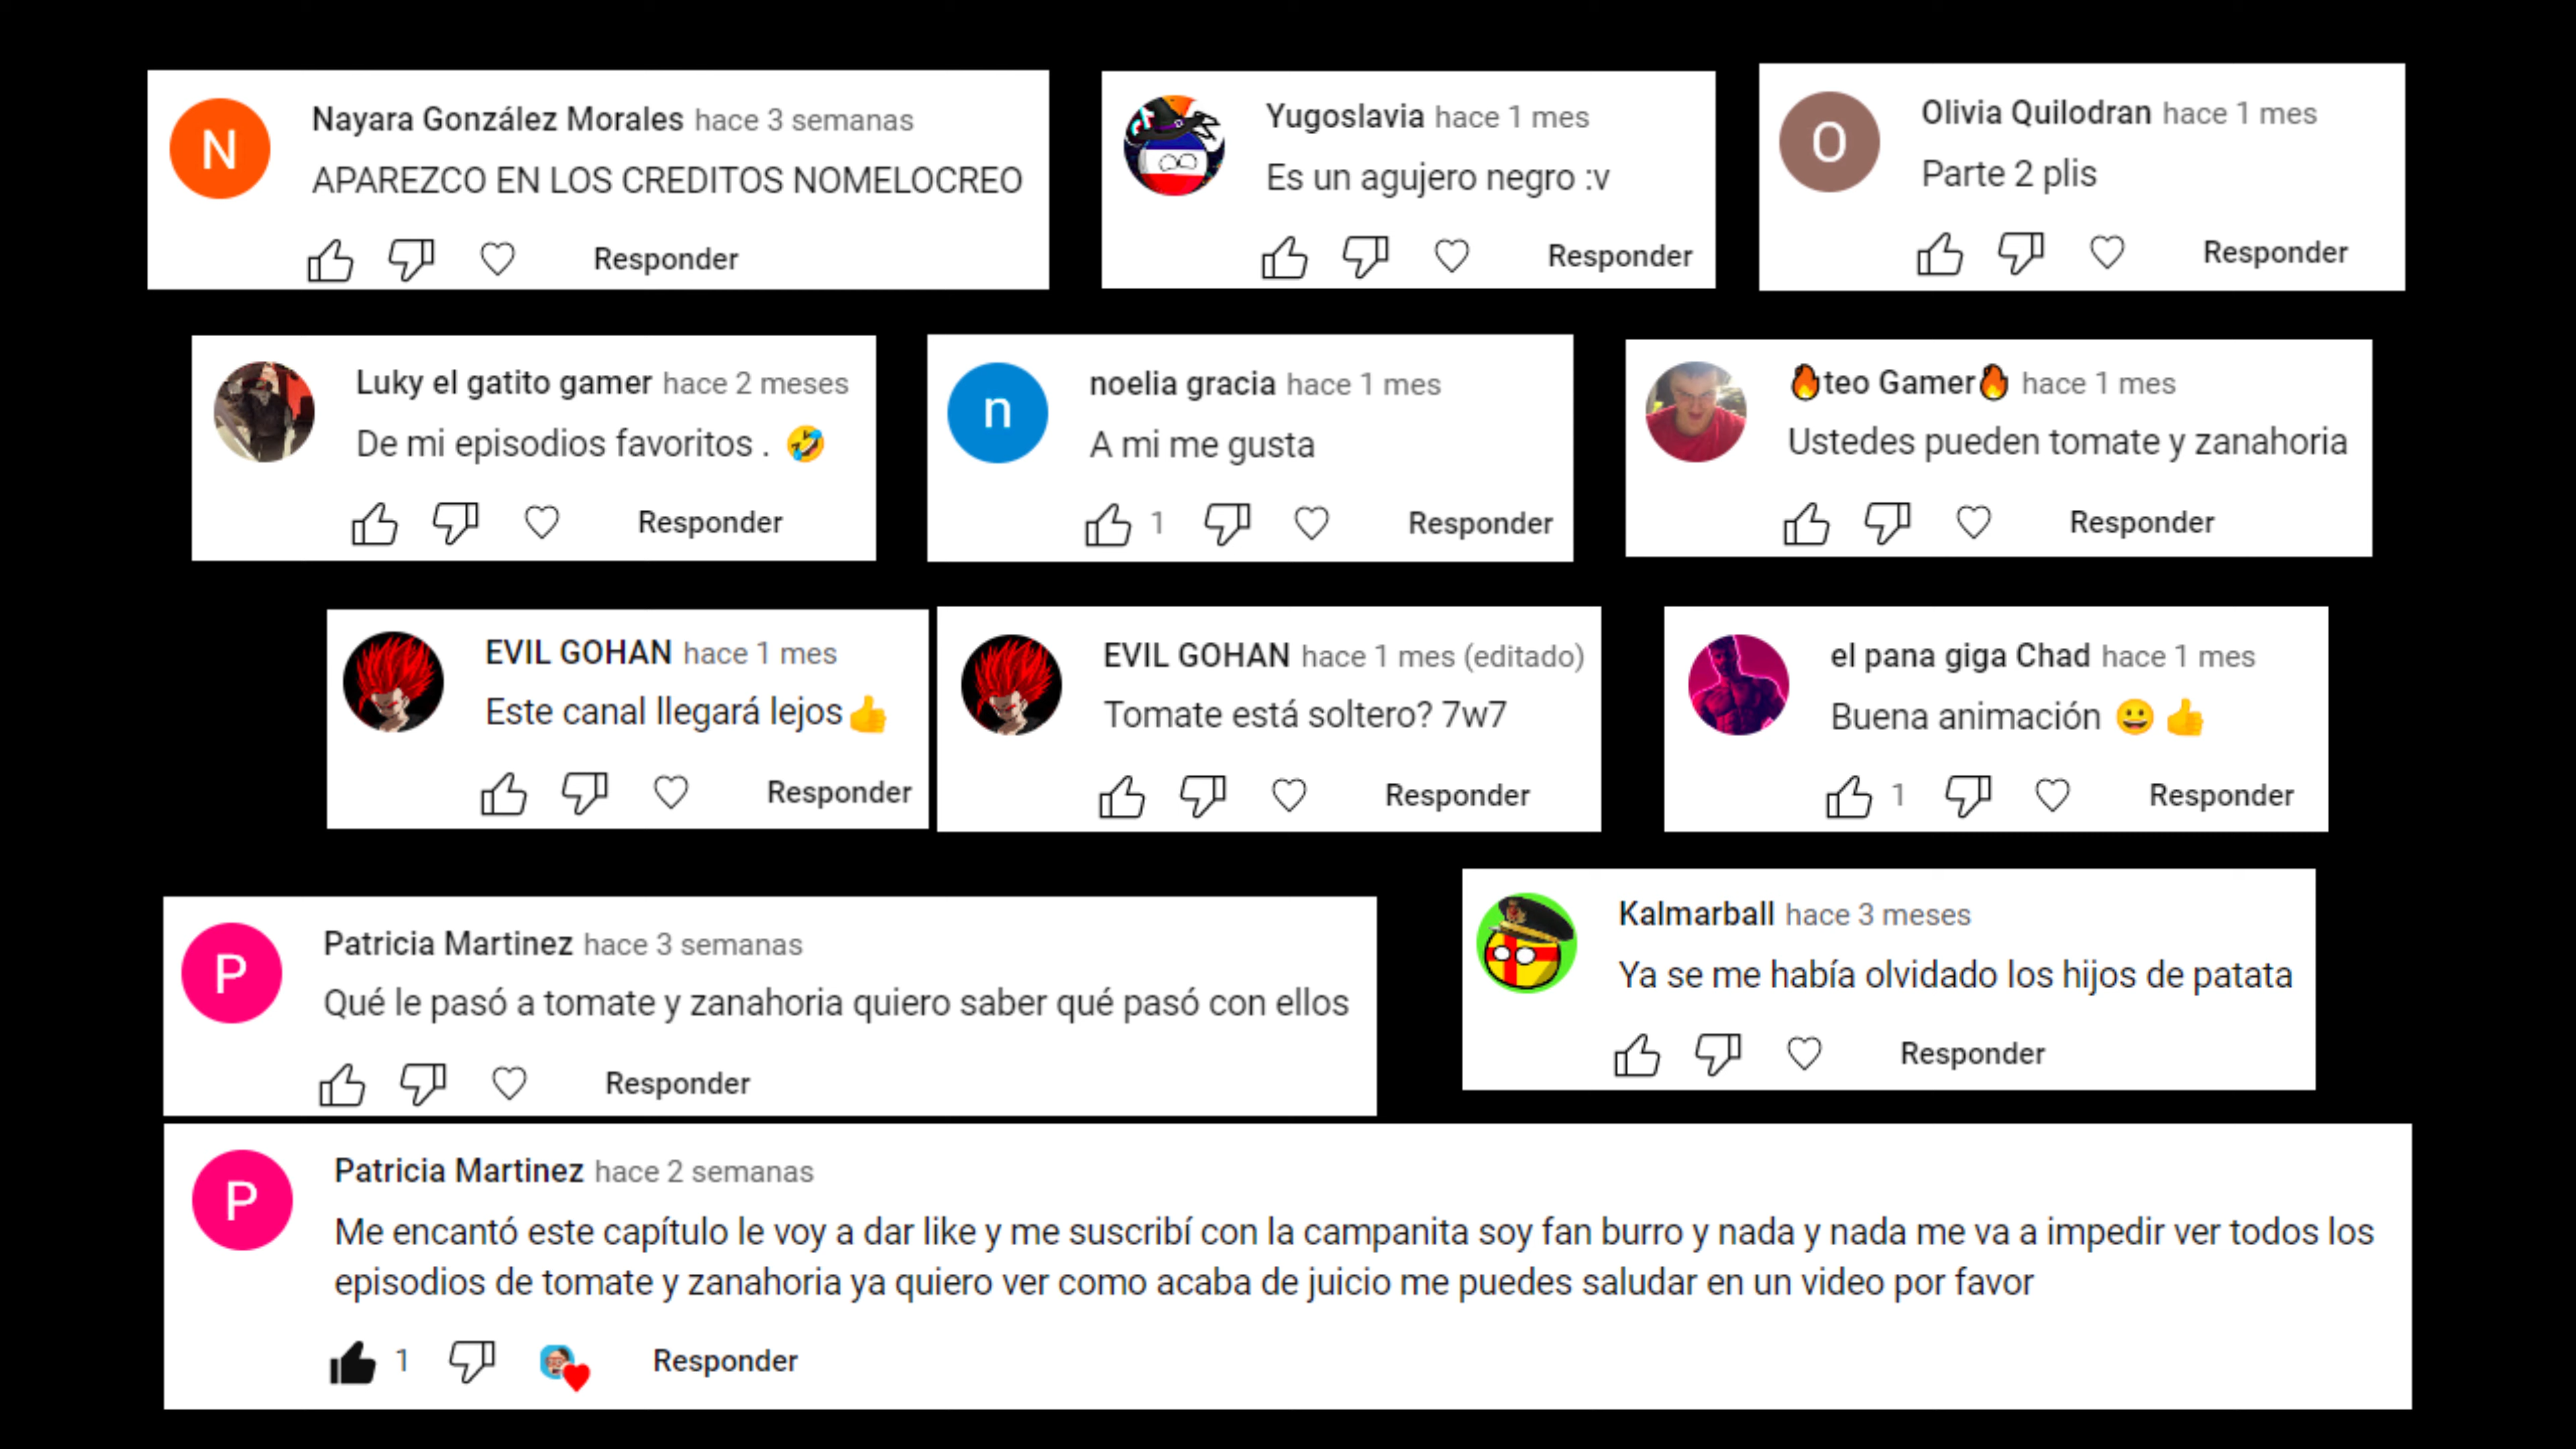 N
Nayara González Morales hace 3 semanas
APAREZCO EN LOS CREDITOS NOMELOCREO
Responder
Yugoslavia hace 1 mes
Es un agujero negro :v
Responder
O
Olivia Quilodran hace 1 mes
Parte 2 plis
Responder
Luky el gatito gamer hace 2 meses
De mi episodios favoritos . 🤣
Responder
n
noelia gracia hace 1 mes
A mi me gusta
1 Responder
🔥teo Gamer🔥 hace 1 mes
Ustedes pueden tomate y zanahoria
Responder
EVIL GOHAN hace 1 mes
Este canal llegará lejos👍
Responder
EVIL GOHAN hace 1 mes (editado)
Tomate está soltero? 7w7
Responder
el pana giga Chad hace 1 mes
Buena animación 😀 👍
1 Responder
P
Patricia Martinez hace 3 semanas
Qué le pasó a tomate y zanahoria quiero saber qué pasó con ellos
Responder
Kalmarball hace 3 meses
Ya se me había olvidado los hijos de patata
Responder
P
Patricia Martinez hace 2 semanas
Me encantó este capítulo le voy a dar like y me suscribí con la campanita soy fan burro y nada y nada me va a impedir ver todos los
episodios de tomate y zanahoria ya quiero ver como acaba de juicio me puedes saludar en un video por favor
1 Responder